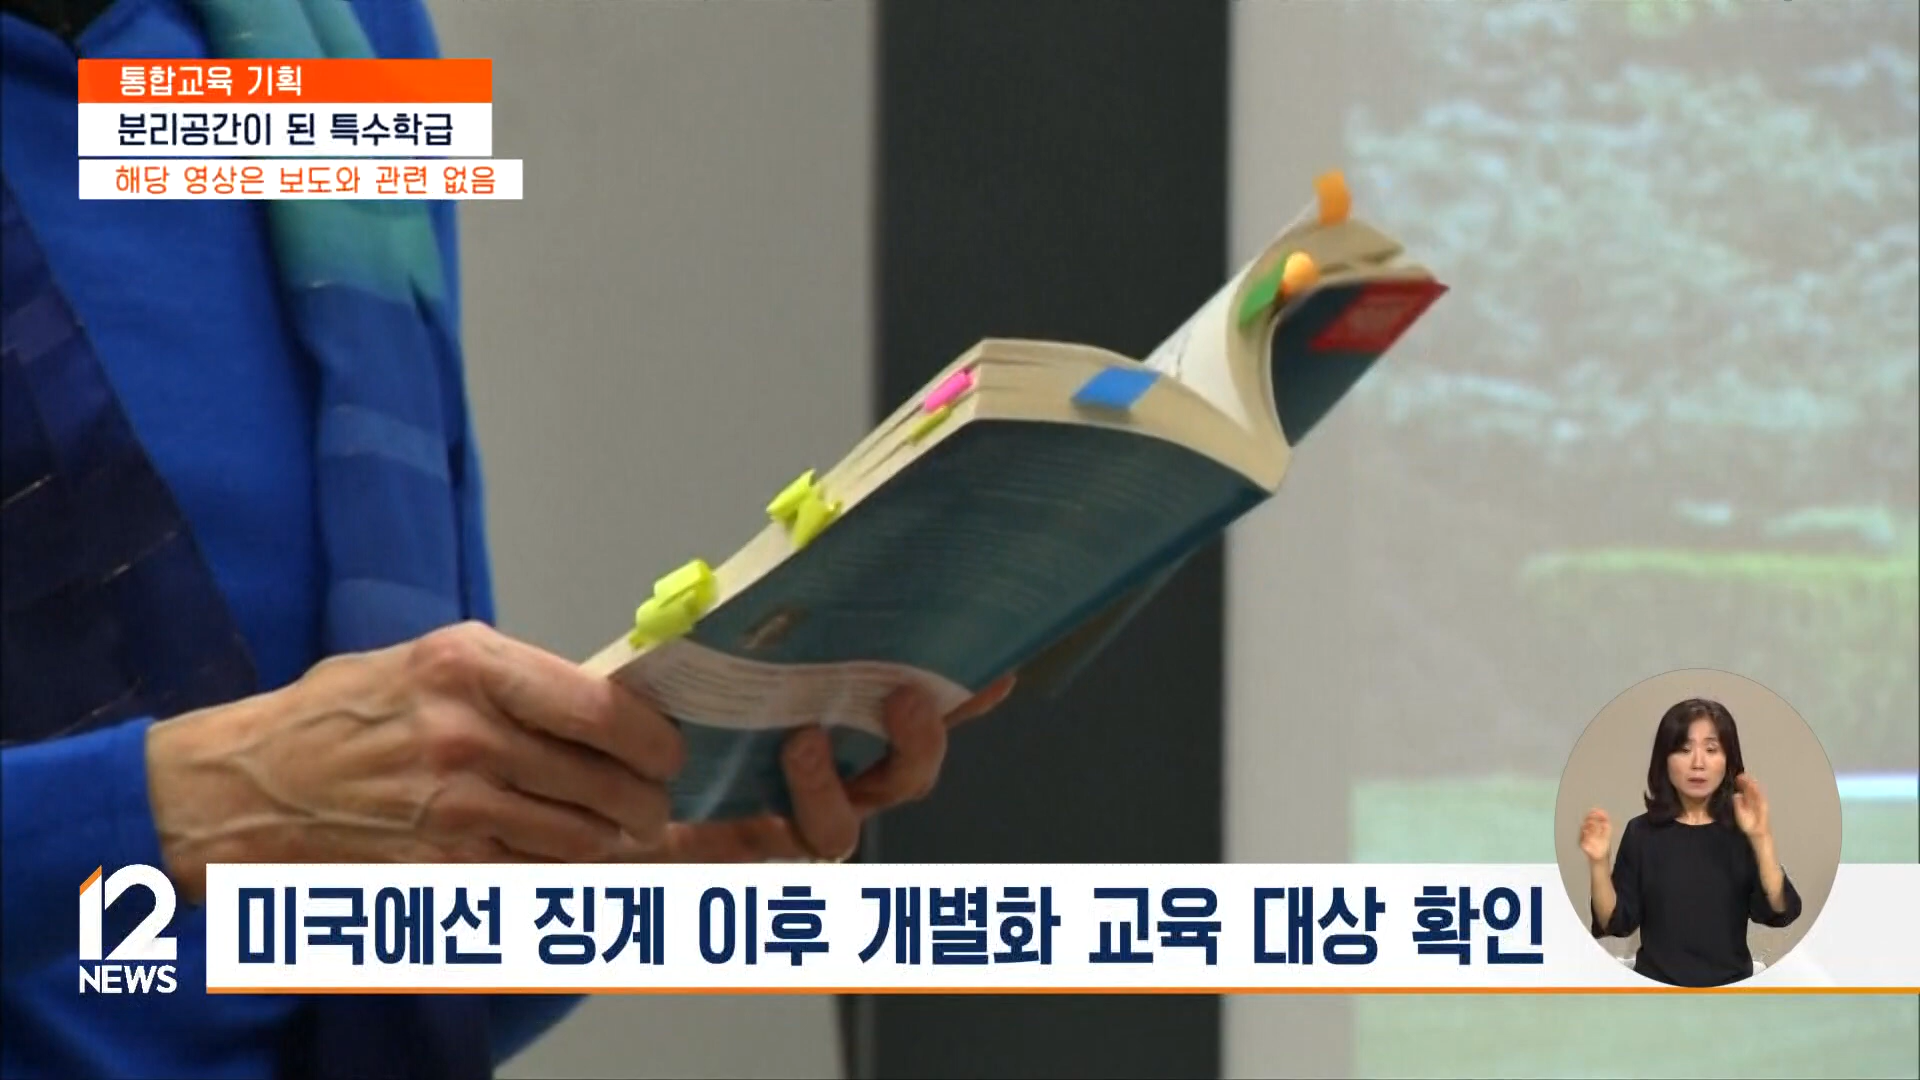 통합교육 기획
분리공간이 된 특수학급
해당 영상은 보도와 관련 없음
12
NEWS
미국에선 징계 이후 개별화 교육 대상 확인